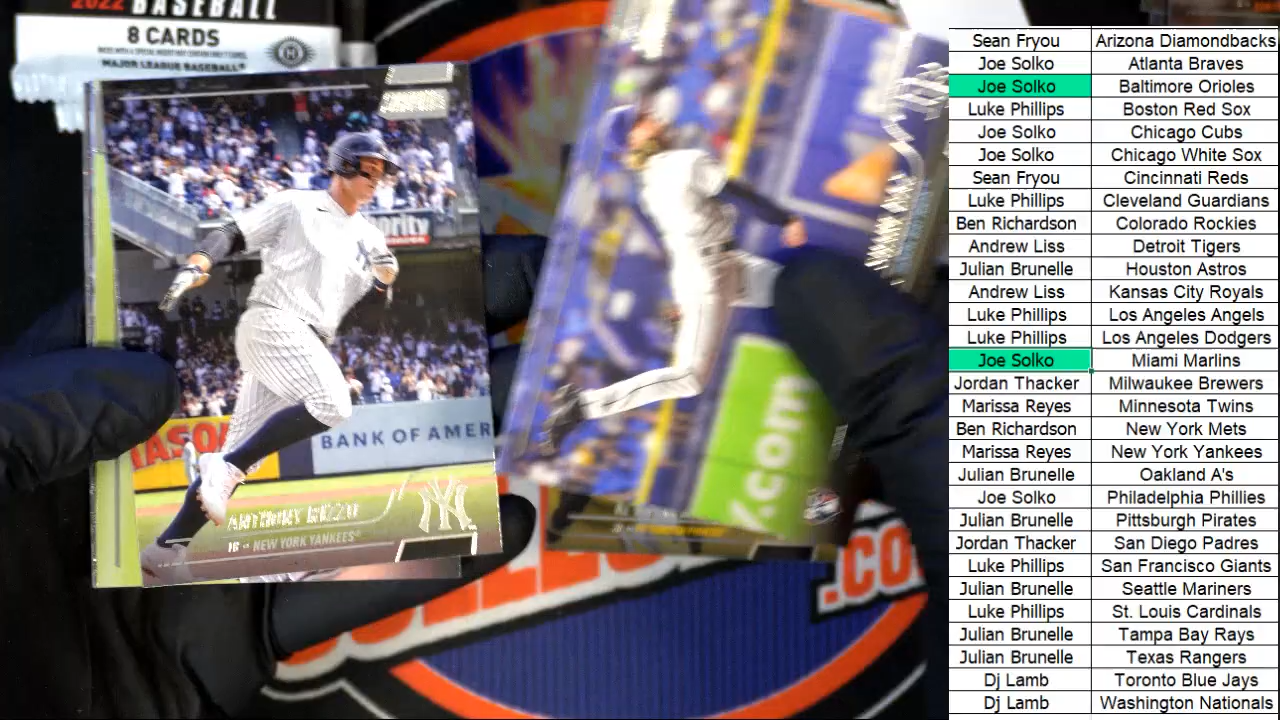 2022 BASEBALL
8 CARDS
MAJOR LEAGUE BASEBALL®
BANK OF AMER
NY
ANTHONY RIZZO
1B NEW YORK YANKEES®
.com
.CO
Sean Fryou Arizona Diamondbacks
Joe Solko Atlanta Braves
Joe Solko Baltimore Orioles
Luke Phillips Boston Red Sox
Joe Solko Chicago Cubs
Joe Solko Chicago White Sox
Sean Fryou Cincinnati Reds
Luke Phillips Cleveland Guardians
Ben Richardson Colorado Rockies
Andrew Liss Detroit Tigers
Julian Brunelle Houston Astros
Andrew Liss Kansas City Royals
Luke Phillips Los Angeles Angels
Luke Phillips Los Angeles Dodgers
Joe Solko Miami Marlins
Jordan Thacker Milwaukee Brewers
Marissa Reyes Minnesota Twins
Ben Richardson New York Mets
Marissa Reyes New York Yankees
Julian Brunelle Oakland A's
Joe Solko Philadelphia Phillies
Julian Brunelle Pittsburgh Pirates
Jordan Thacker San Diego Padres
Luke Phillips San Francisco Giants
Julian Brunelle Seattle Mariners
Luke Phillips St. Louis Cardinals
Julian Brunelle Tampa Bay Rays
Julian Brunelle Texas Rangers
Dj Lamb Toronto Blue Jays
Dj Lamb Washington Nationals